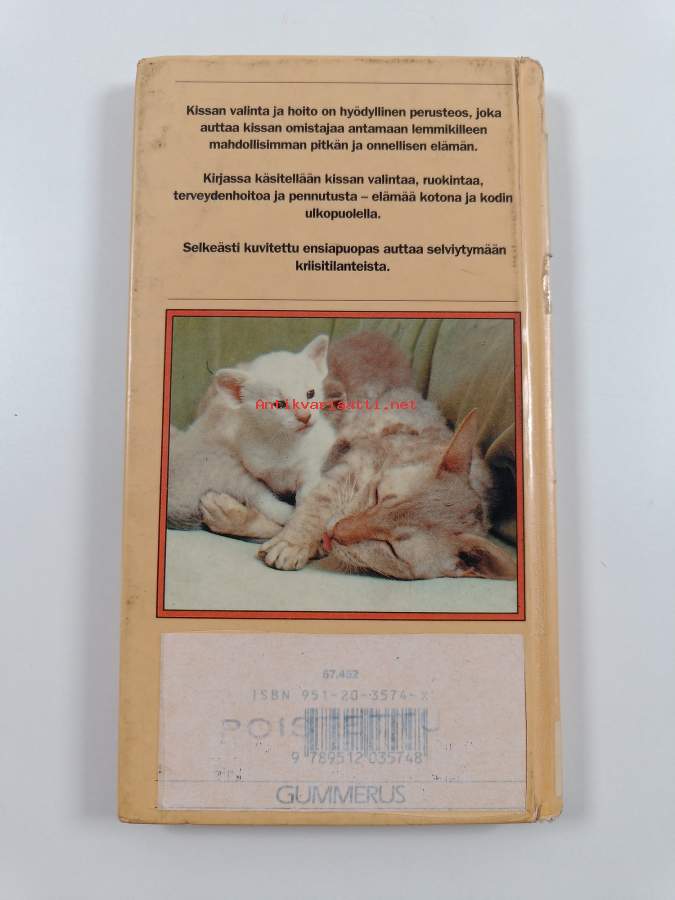 Kissan valinta ja hoito on hyödyllinen perusteos, joka
auttaa kissan omistajaa antamaan lemmikilleen
mahdollisimman pitkän ja onnellisen elämän.
Kirjassa käsitellään kissan valintaa, ruokintaa,
terveydenhoitoa ja pennutusta – elämää kotona ja kodin
ulkopuolella.
Selkeästi kuvitettu ensiapuopas auttaa selviytymään
kriisitilanteista.
Antikvariaatti.net
67.452
ISBN 951-20-3574-X
POISTETTU
9 789512 035748
GUMMERUS